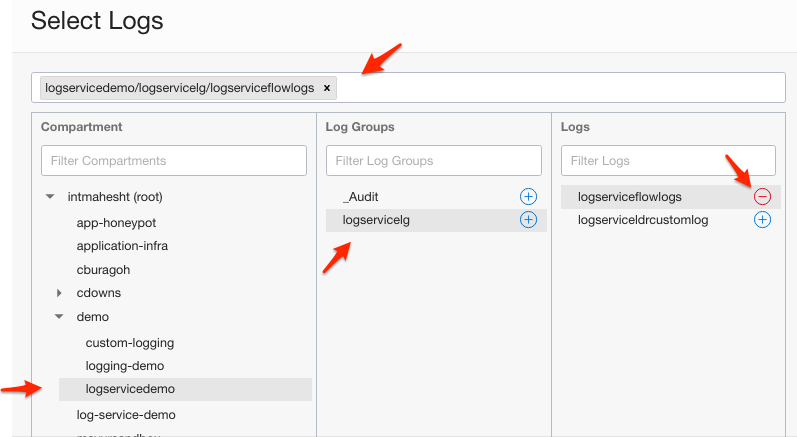 Select Logs
logservicedemo/logservicelg/logserviceflowlogs x
Compartment
Filter Compartments
intmahesht (root)
app-honeypot
application-infra
cburagoh
cdowns
demo
custom-logging
logging-demo
logservicedemo
log-service-demo
Log Groups
Filter Log Groups
_Audit
logservicelg
Logs
Filter Logs
logserviceflowlogs
logserviceldrcustomlog